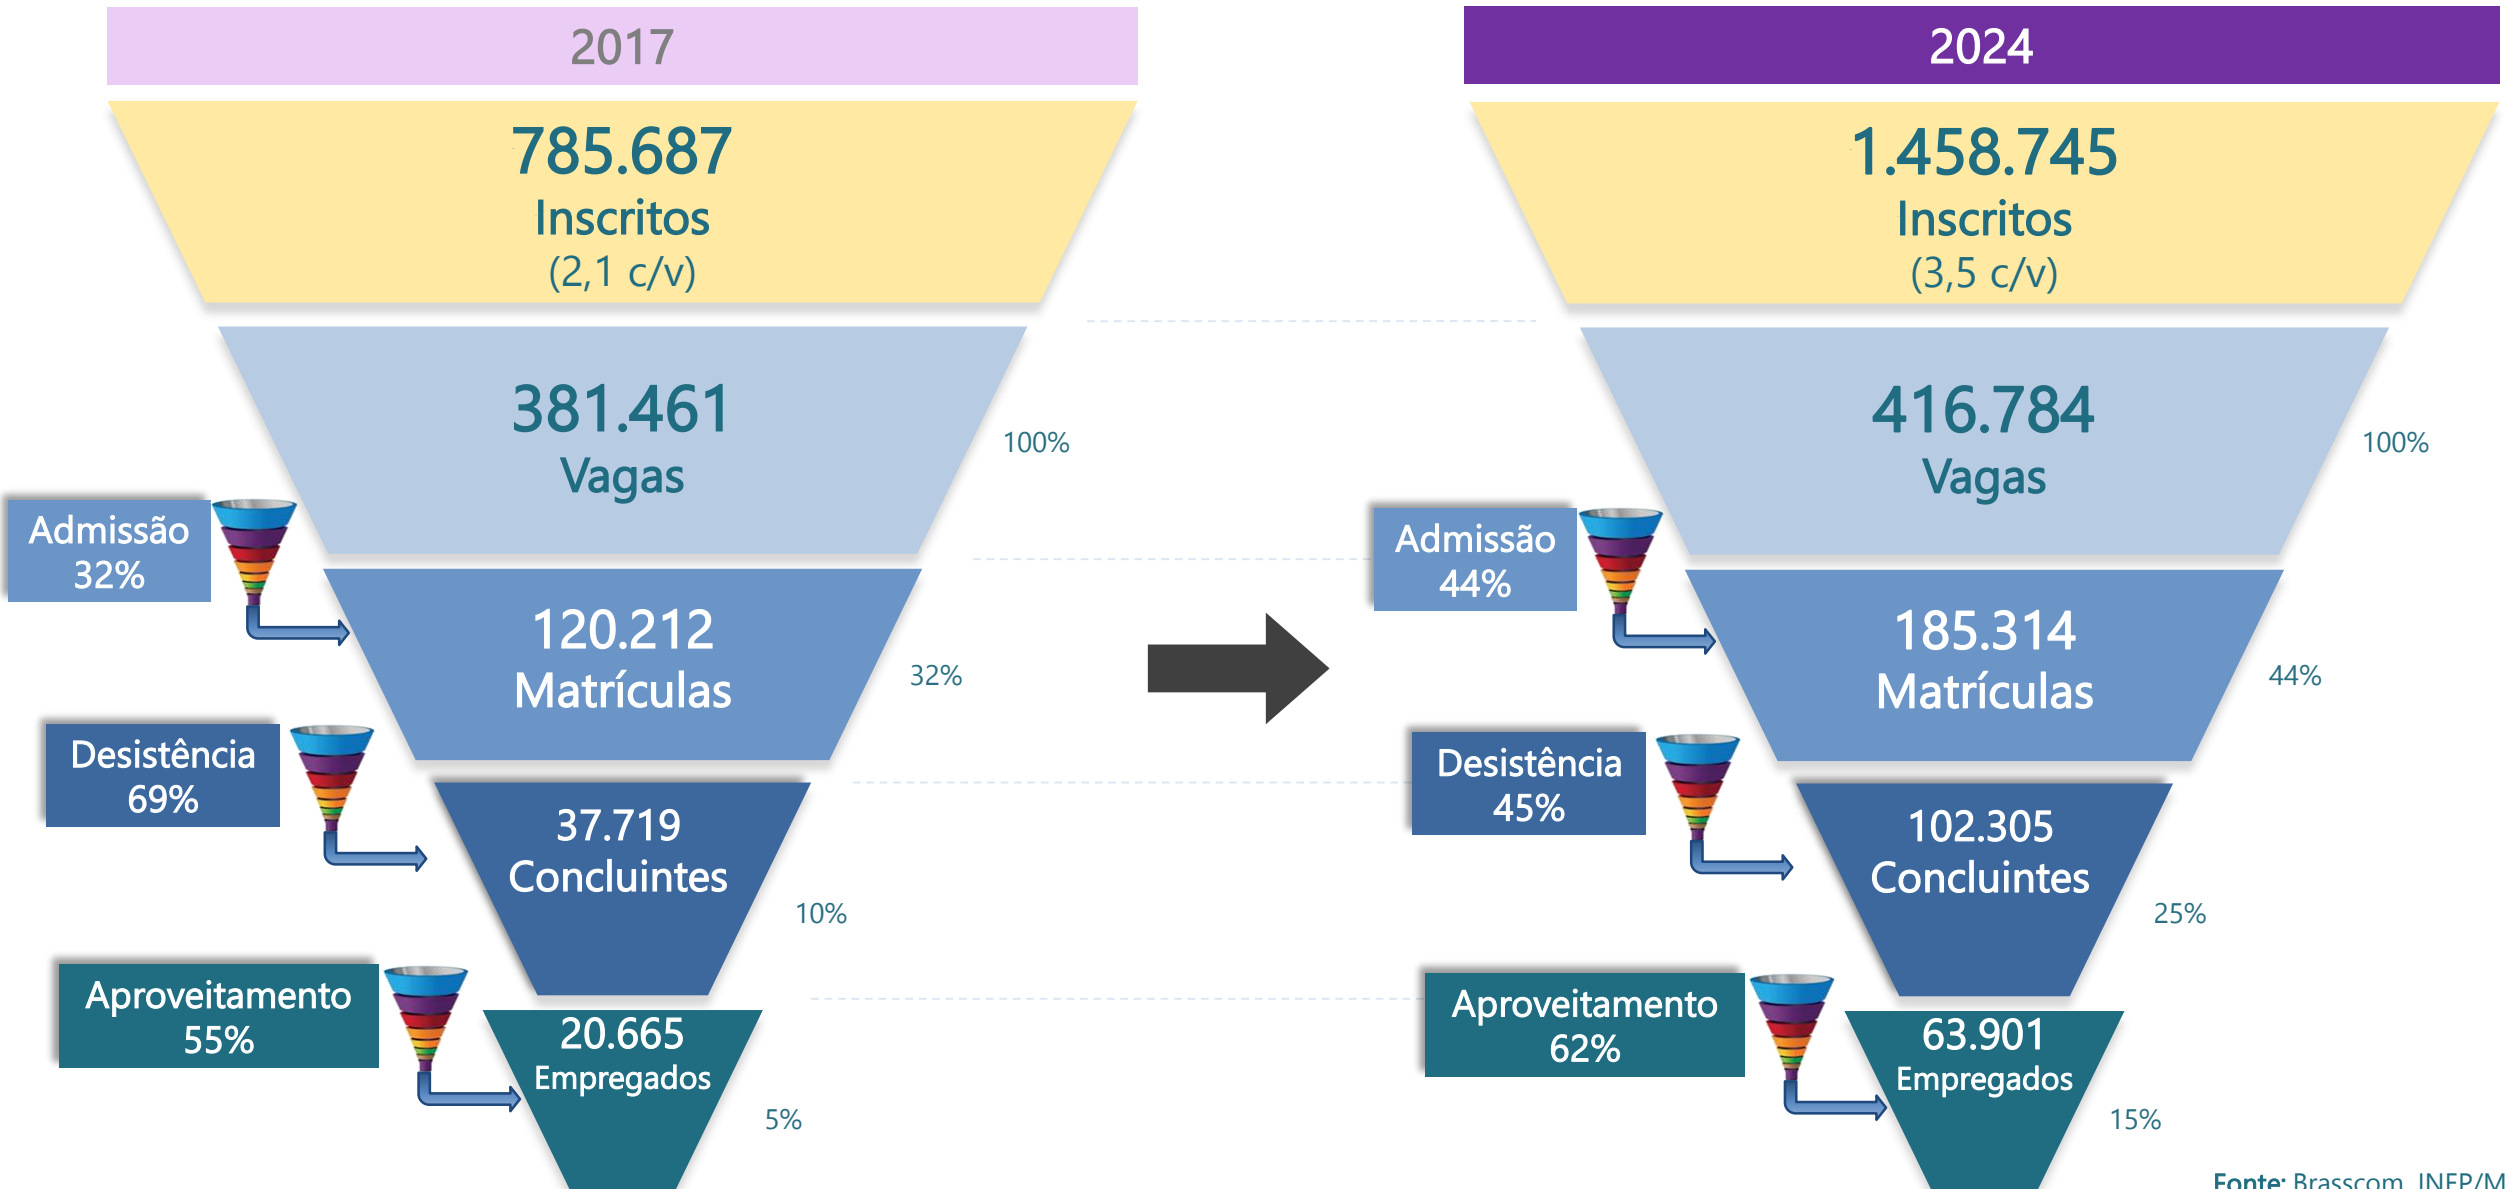 2017
785.687
Inscritos
(2,1 c/v)
381.461
Vagas
100%
Admissão
32%
120.212
Matrículas
32%
Desistência
69%
37.719
Concluintes
10%
Aproveitamento
55%
20.665
Empregados
5%
2024
1.458.745
Inscritos
(3,5 c/v)
416.784
Vagas
100%
Admissão
44%
185.314
Matrículas
44%
Desistência
45%
102.305
Concluintes
25%
Aproveitamento
62%
63.901
Empregados
15%
Fonte: Brasscom, INEP/M